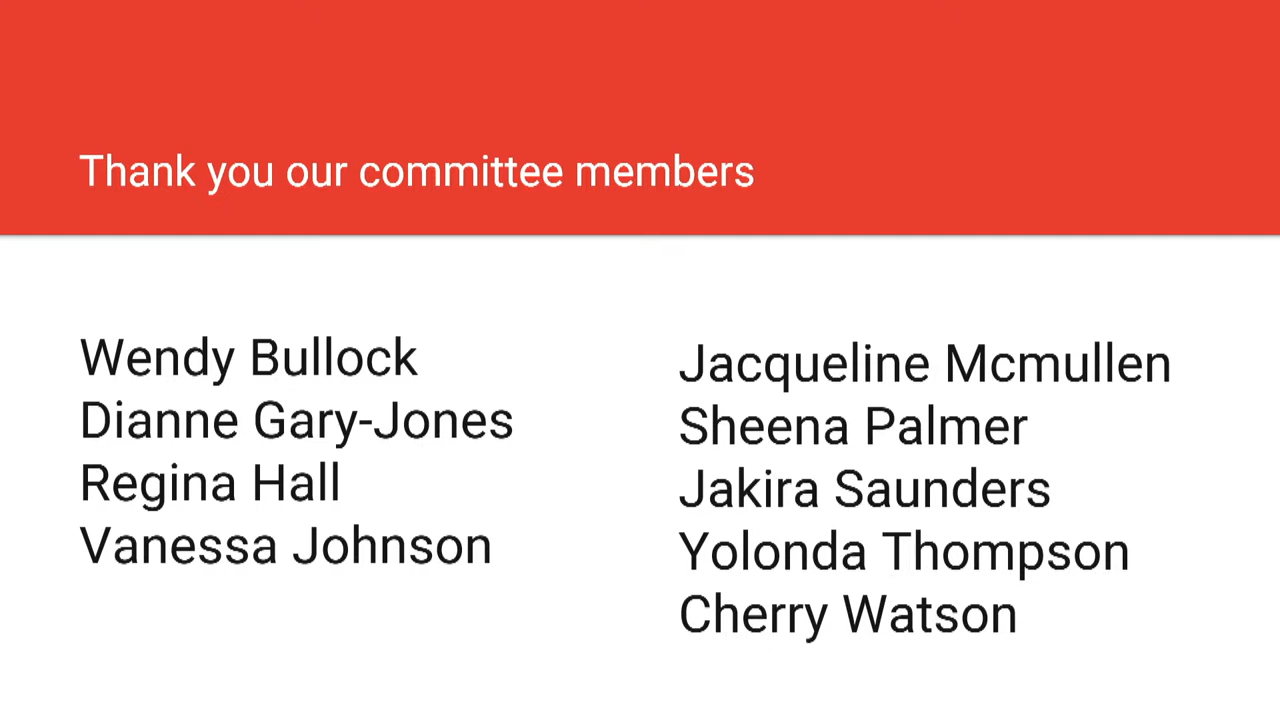 Thank you our committee members
Wendy Bullock
Dianne Gary-Jones
Regina Hall
Vanessa Johnson
Jacqueline Mcmullen
Sheena Palmer
Jakira Saunders
Yolonda Thompson
Cherry Watson